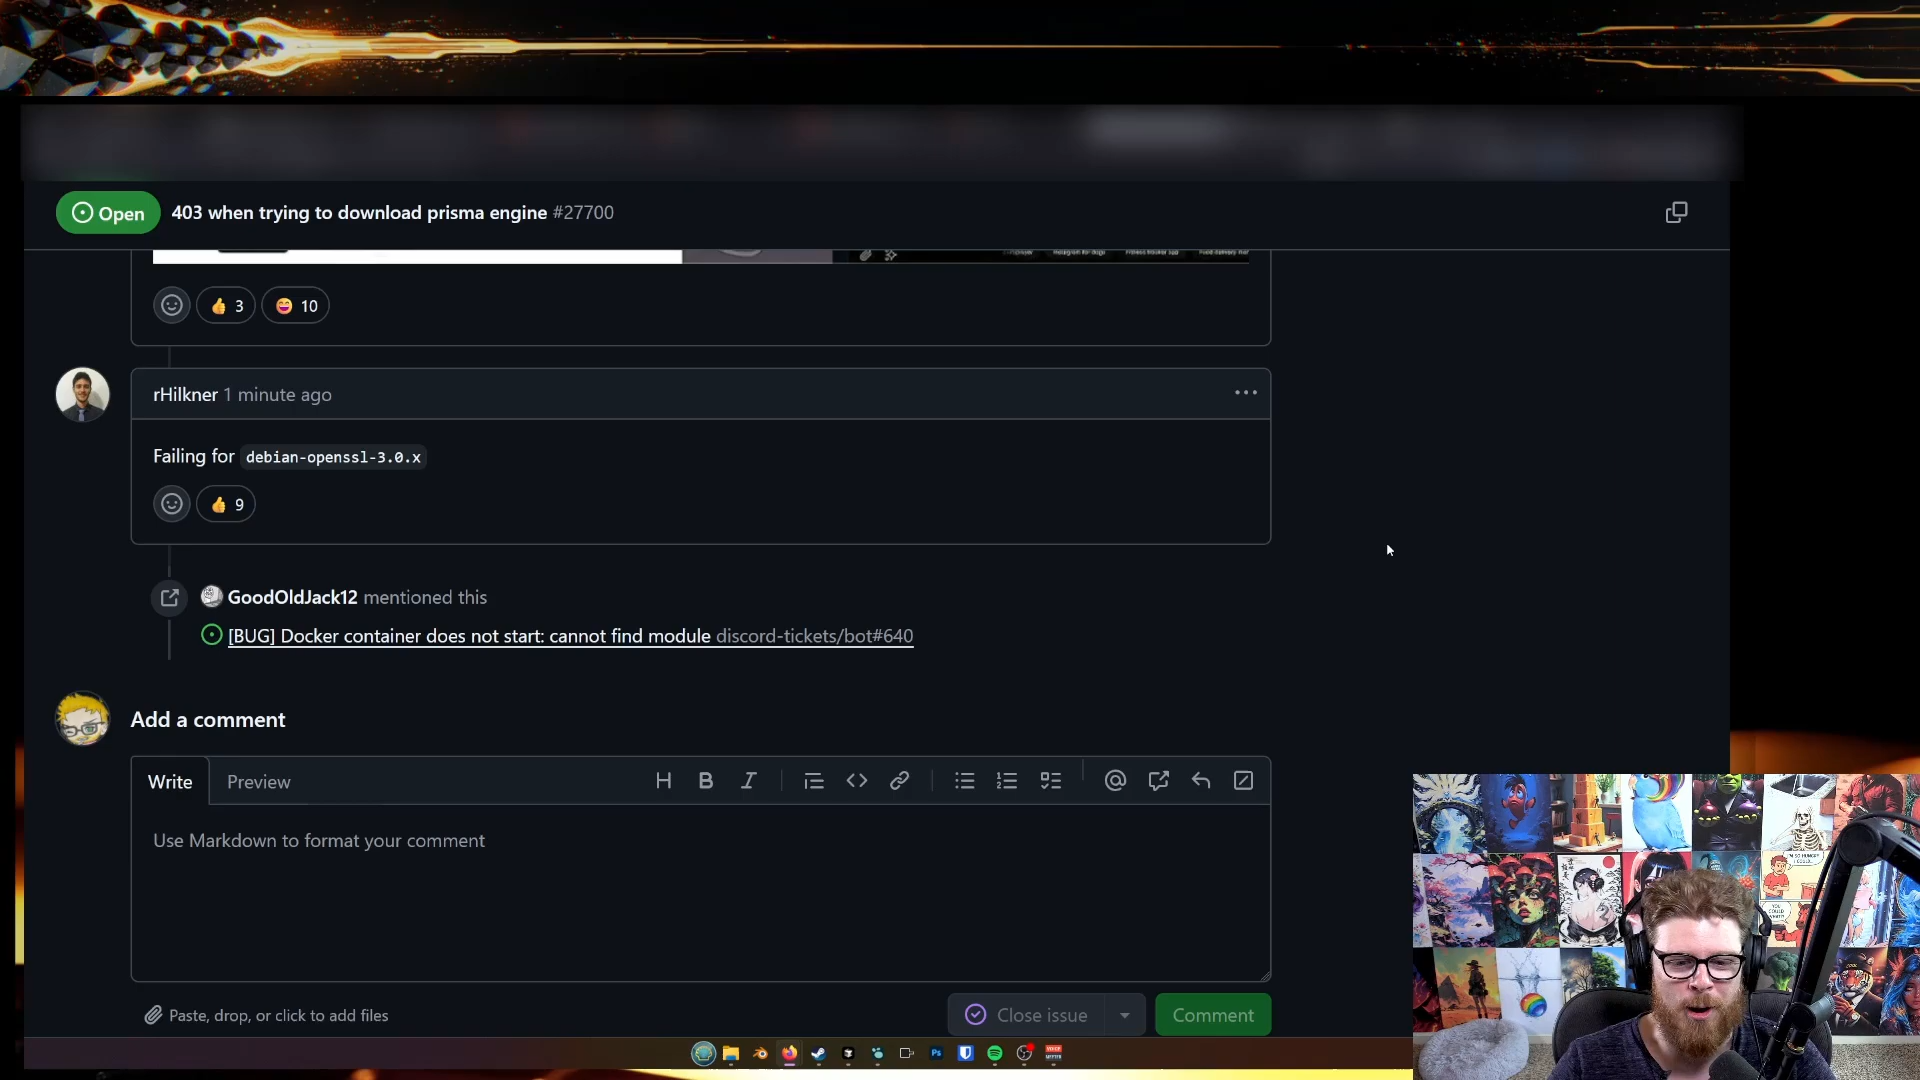 Open
403 when trying to download prisma engine #27700
3
10
rHilkner 1 minute ago
Failing for debian-openssl-3.0.x
9
GoodOldJack12 mentioned this
[BUG] Docker container does not start: cannot find module discord-tickets/bot#640
Add a comment
Write
Preview
Use Markdown to format your comment
Paste, drop, or click to add files
Close issue
Comment